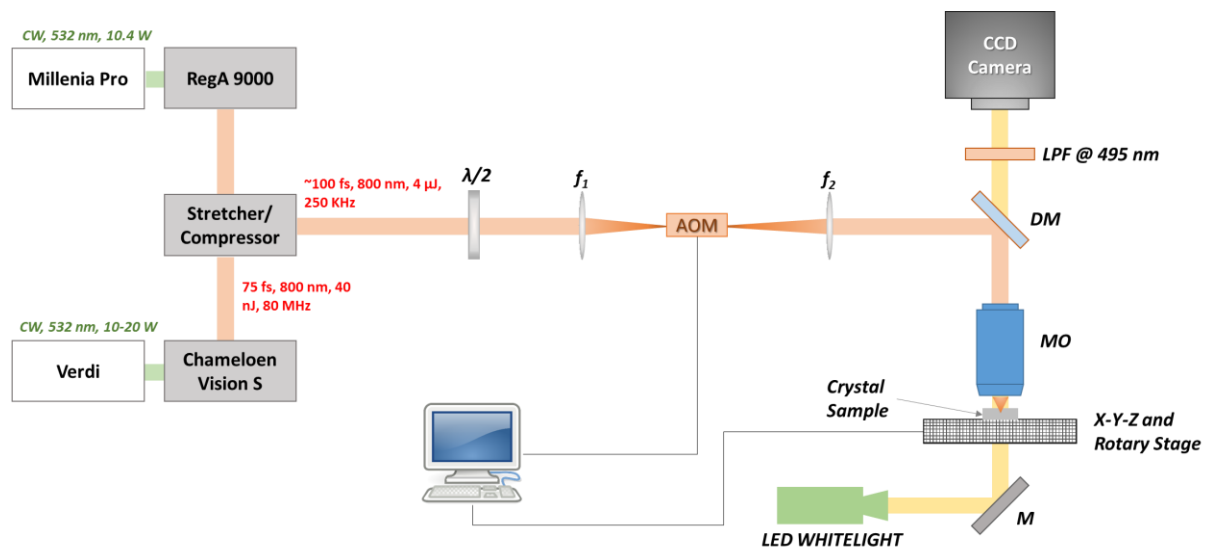 CW, 532 nm, 10.4 W
Millenia Pro
RegA 9000
CCD
Camera
LPF @ 495 nm
~100 fs, 800 nm, 4 µJ,
250 KHz
λ/2
f1
f2
Stretcher/
Compressor
AOM
DM
75 fs, 800 nm, 40
nJ, 80 MHz
CW, 532 nm, 10-20 W
Verdi
Chameloen
Vision S
MO
Crystal
Sample
X-Y-Z and
Rotary Stage
M
LED WHITELIGHT